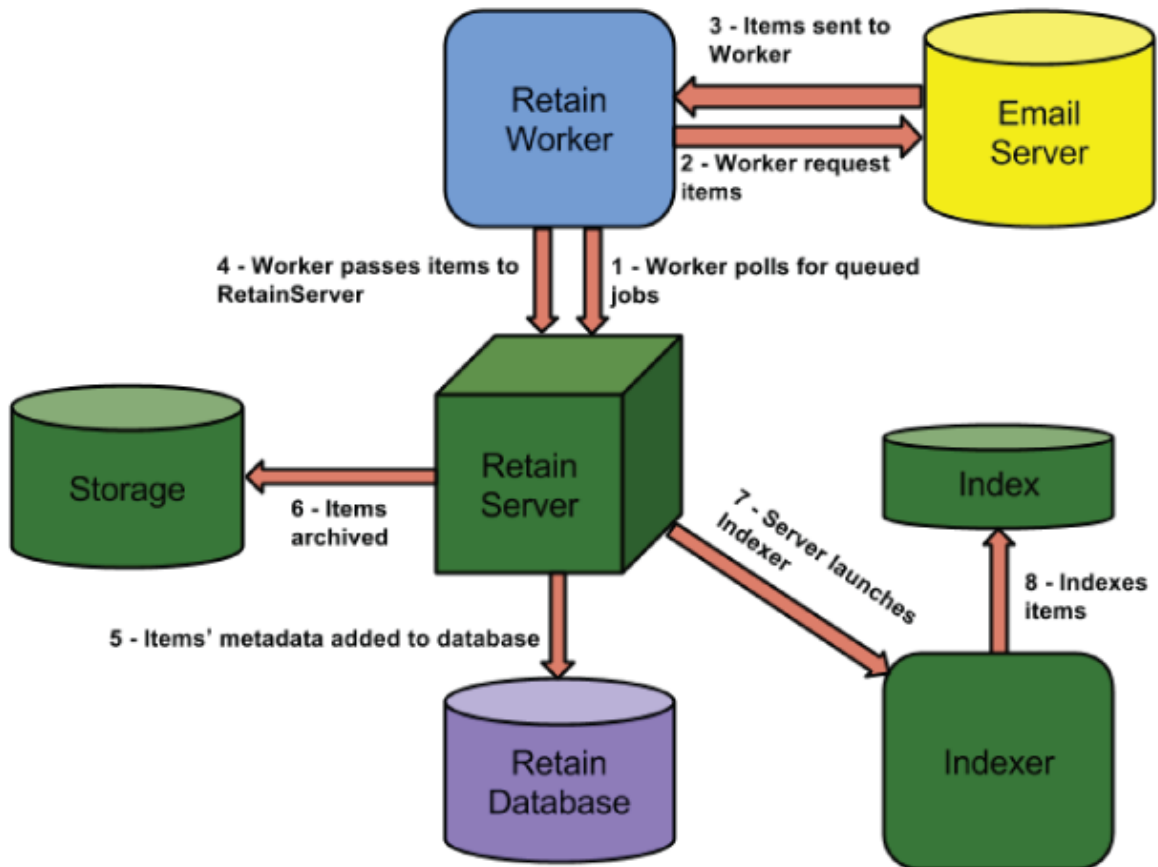 3 - Items sent to
Worker
Retain
Worker
Email
Server
2 - Worker request
items
4 - Worker passes items to
RetainServer
1 - Worker polls for queued
jobs
Storage
Retain
Server
6 - Items
archived
7 - Server launches
Indexer
Index
8 - Indexes
items
5 - Items’ metadata added to database
Retain
Database
Indexer